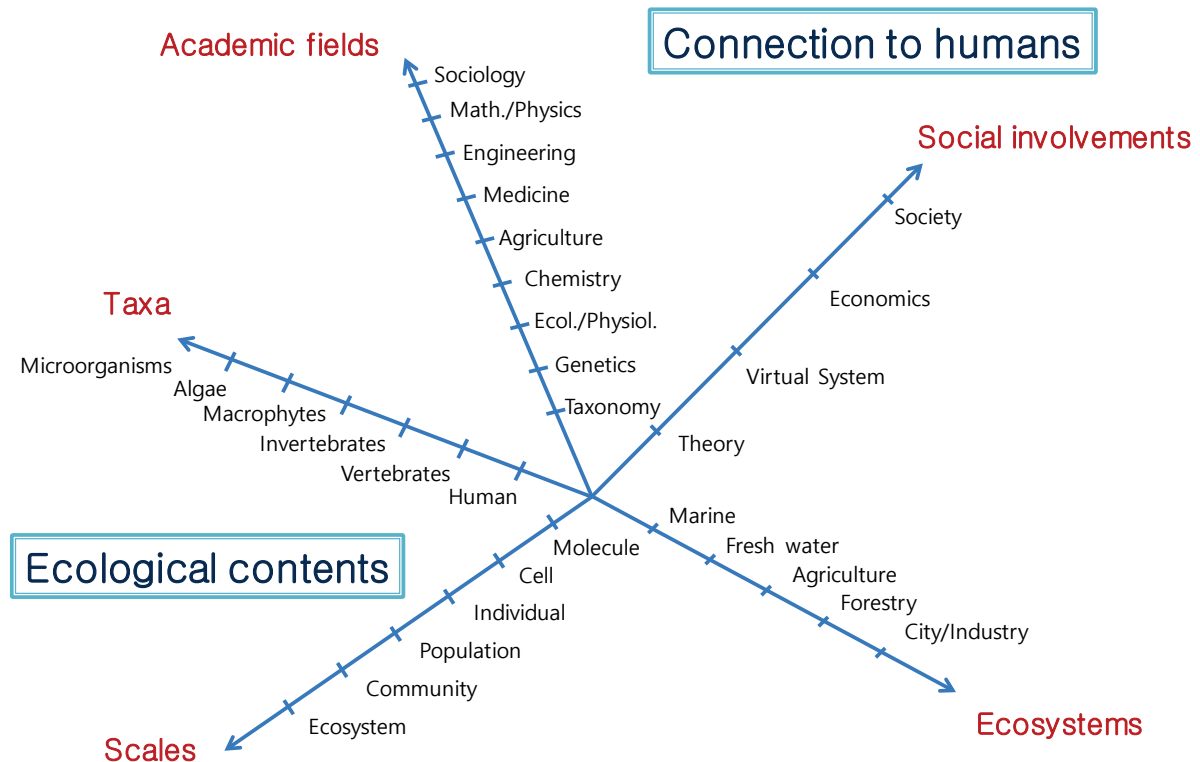 Connection to humans
Academic fields
Sociology
Math./Physics
Engineering
Medicine
Agriculture
Chemistry
Ecol./Physiol.
Genetics
Taxonomy
Social involvements
Society
Economics
Virtual System
Theory
Taxa
Microorganisms
Algae
Macrophytes
Invertebrates
Vertebrates
Human
Ecological contents
Molecule
Cell
Individual
Population
Community
Ecosystem
Scales
Marine
Fresh water
Agriculture
Forestry
City/Industry
Ecosystems